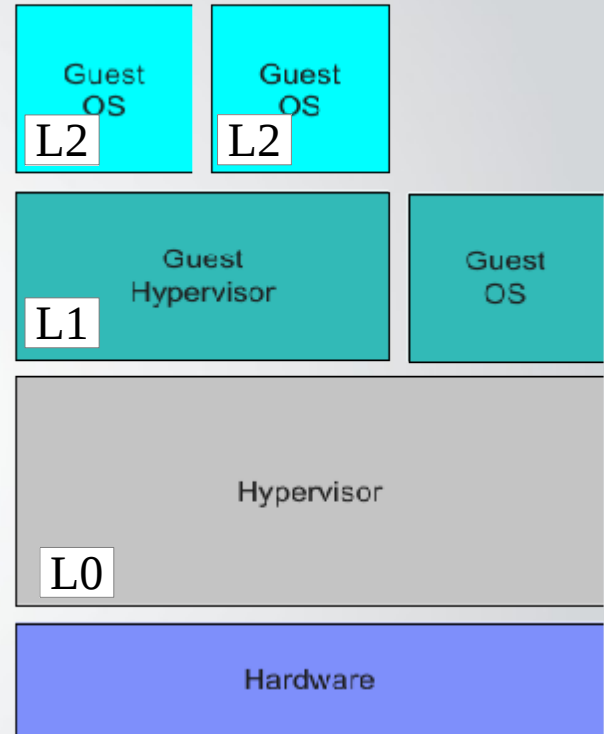 Guest
OS
L2
Guest
OS
L2
Guest
Hypervisor
L1
Guest
OS
Hypervisor
L0
Hardware